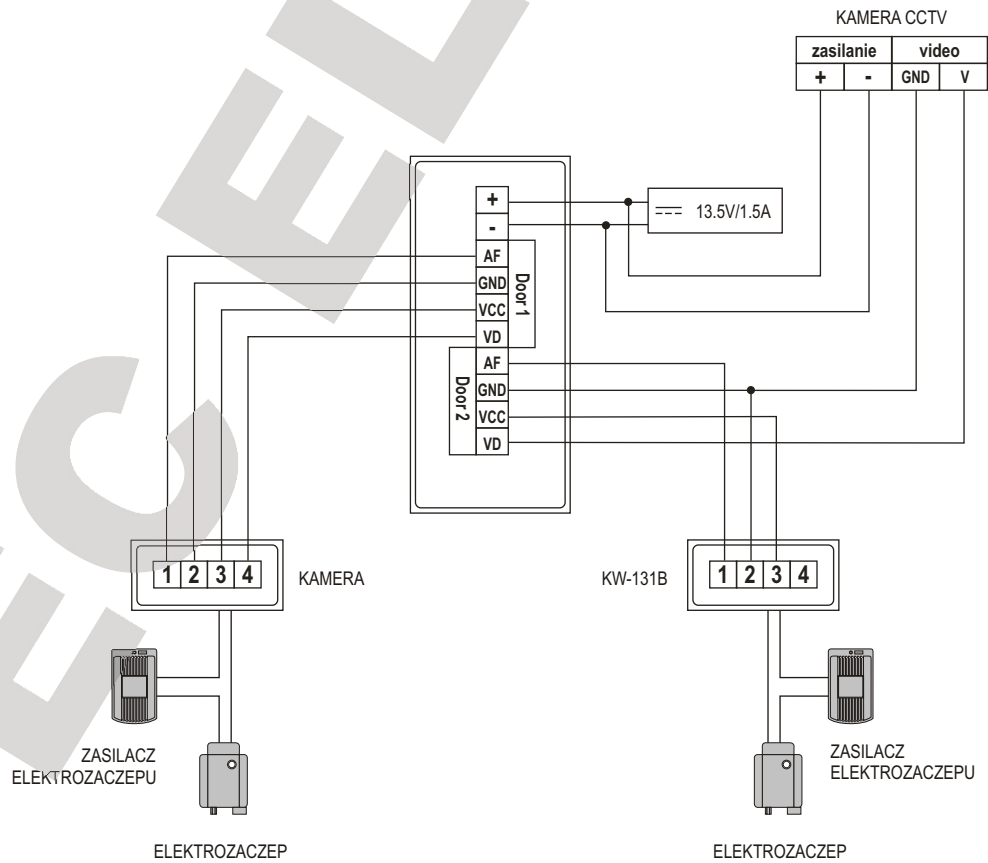 KAMERA CCTV
zasilanie video
+ - GND V
+
13.5V/1.5A
-
AF
GND
VCC
VD
Door 1
AF
GND
VCC
VD
Door 2
1 2 3 4
KAMERA
KW-131B
1 2 3 4
ZASILACZ
ELEKTROZACZEPU
ZASILACZ
ELEKTROZACZEPU
ELEKTROZACZEP
ELEKTROZACZEP
EC EL